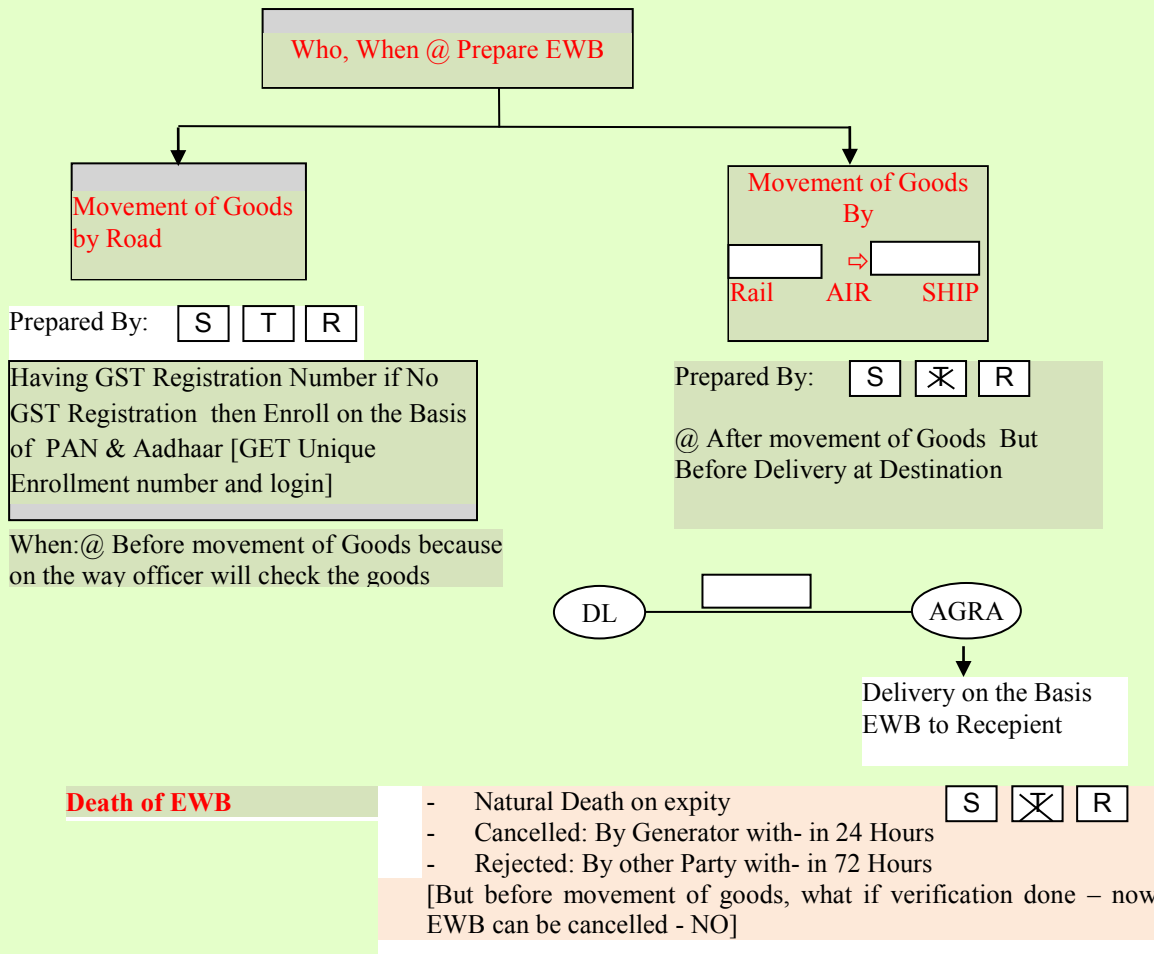 Who, When @ Prepare EWB
Movement of Goods
by Road
Movement of Goods
By
⇨
Rail AIR SHIP
Prepared By: S T R
Having GST Registration Number if No
GST Registration then Enroll on the Basis
of PAN & Aadhaar [GET Unique
Enrollment number and login]
When:@ Before movement of Goods because
on the way officer will check the goods
Prepared By: S T R
@ After movement of Goods But
Before Delivery at Destination
DL AGRA
Delivery on the Basis
EWB to Recepient
Death of EWB
- Natural Death on expity S T R
- Cancelled: By Generator with- in 24 Hours
- Rejected: By other Party with- in 72 Hours
[But before movement of goods, what if verification done – now
EWB can be cancelled - NO]